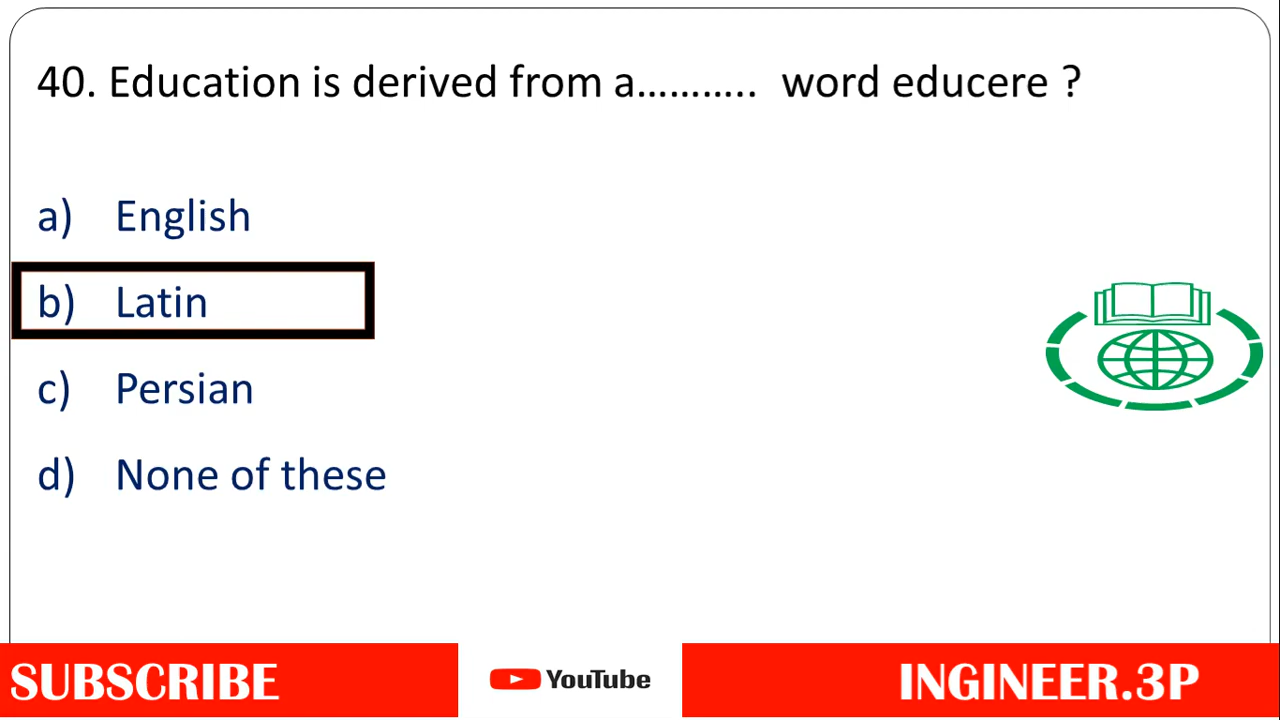 40. Education is derived from a……….. word educere ?
a) English
b) Latin
c) Persian
d) None of these
SUBSCRIBE YouTube INGINEER.3P